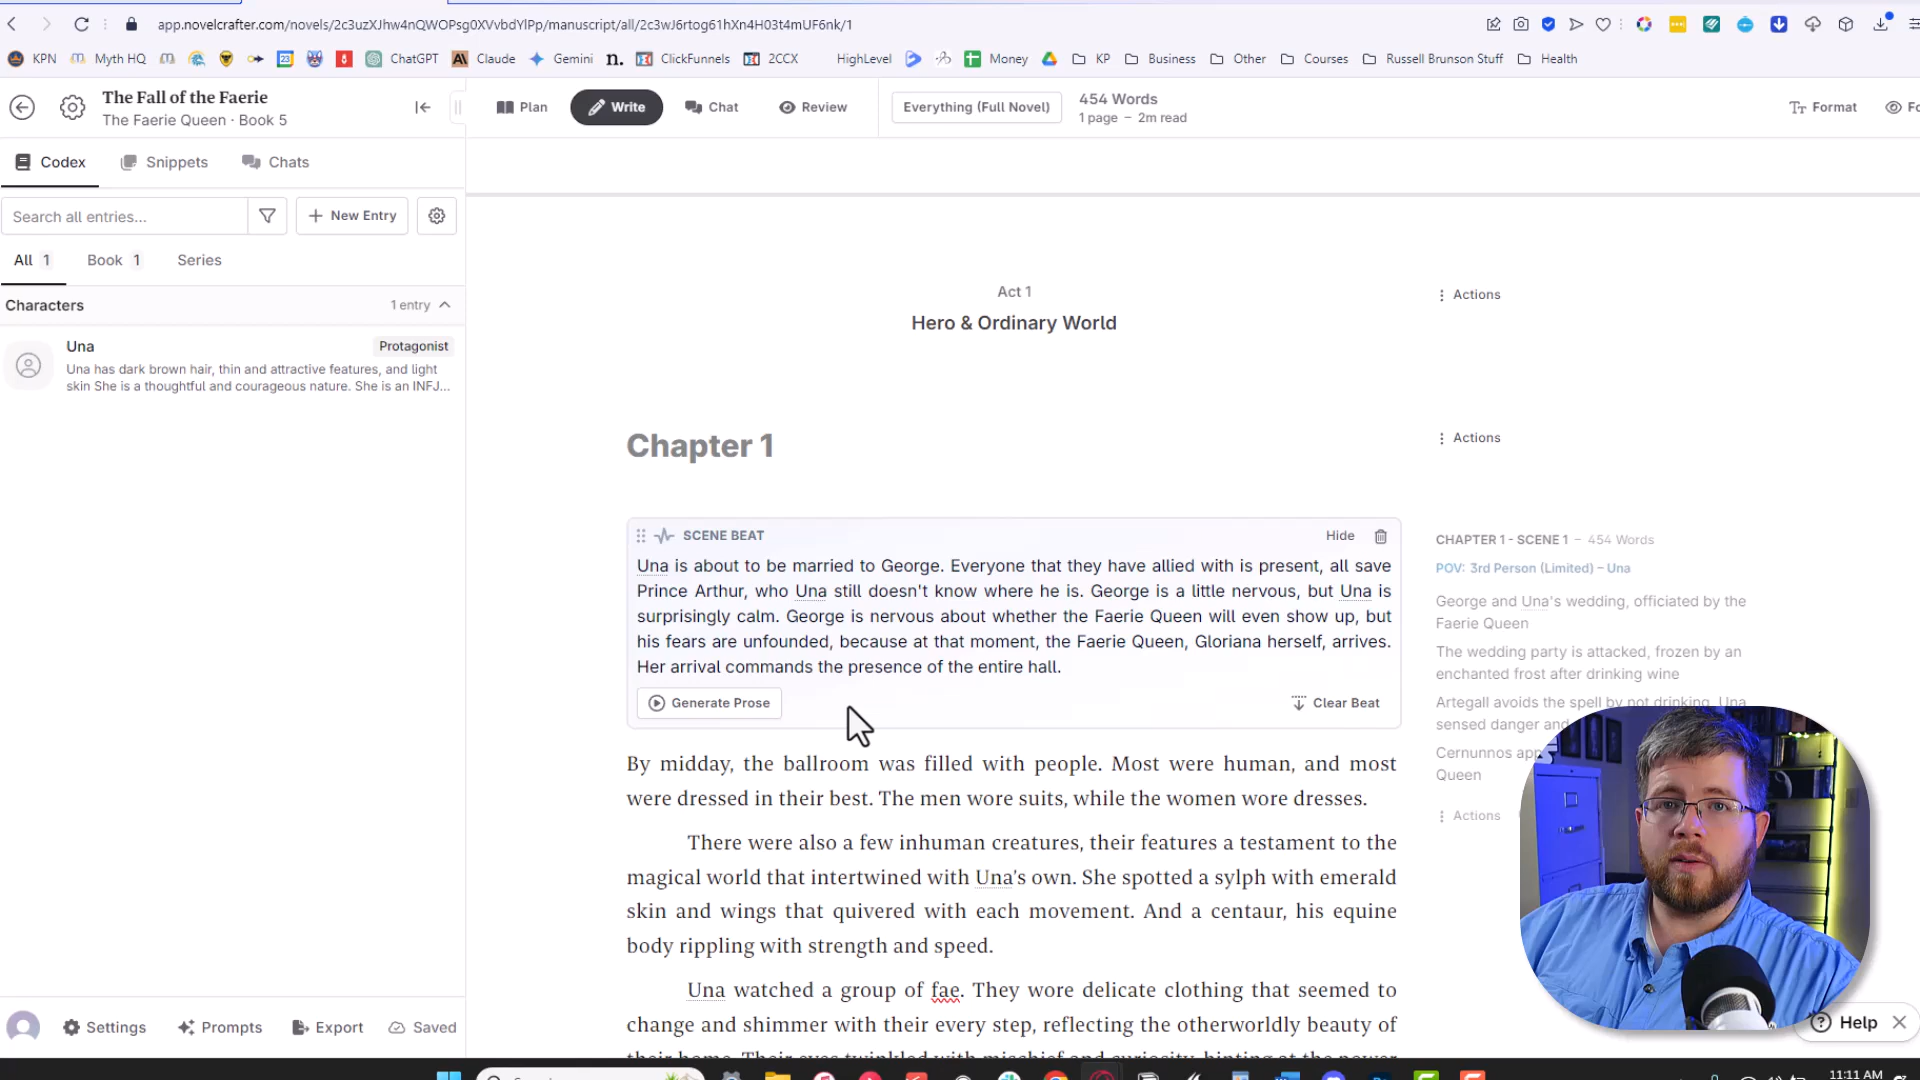 app.novelcrafter.com/novels/2c3uzXJhw4nQWOPsg0XVvbdYlPp/manuscript/all/2c3wJ6rtog61hXn4H03t4mUF6nk/1
KPN Myth HQ 23 ChatGPT Claude Gemini n. ClickFunnels 2CCX HighLevel Money KP Business Other Courses Russell Brunson Stuff Health
The Fall of the Faerie
The Faerie Queen · Book 5
Plan Write Chat Review Everything (Full Novel)
454 Words
1 page – 2m read
Format Fo
Codex Snippets Chats
Search all entries... + New Entry
All 1 Book 1 Series
Characters 1 entry
Una Protagonist
Una has dark brown hair, thin and attractive features, and light
skin She is a thoughtful and courageous nature. She is an INFJ...
Act 1
Hero & Ordinary World
Actions
Chapter 1
Actions
SCENE BEAT Hide
Una is about to be married to George. Everyone that they have allied with is present, all save
Prince Arthur, who Una still doesn't know where he is. George is a little nervous, but Una is
surprisingly calm. George is nervous about whether the Faerie Queen will even show up, but
his fears are unfounded, because at that moment, the Faerie Queen, Gloriana herself, arrives.
Her arrival commands the presence of the entire hall.
Generate Prose Clear Beat
CHAPTER 1 - SCENE 1 – 454 Words
POV: 3rd Person (Limited) – Una
George and Una's wedding, officiated by the
Faerie Queen
The wedding party is attacked, frozen by an
enchanted frost after drinking wine
Artegall avoids the spell by not drinking. Una
sensed danger and
Cernunnos app
Queen
Actions
By midday, the ballroom was filled with people. Most were human, and most
were dressed in their best. The men wore suits, while the women wore dresses.
There were also a few inhuman creatures, their features a testament to the
magical world that intertwined with Una's own. She spotted a sylph with emerald
skin and wings that quivered with each movement. And a centaur, his equine
body rippling with strength and speed.
Una watched a group of fae. They wore delicate clothing that seemed to
change and shimmer with their every step, reflecting the otherworldly beauty of
their home. Their eyes twinkled with mischief and curiosity, hinting at the power
Settings Prompts Export Saved
Help
11:11 AM